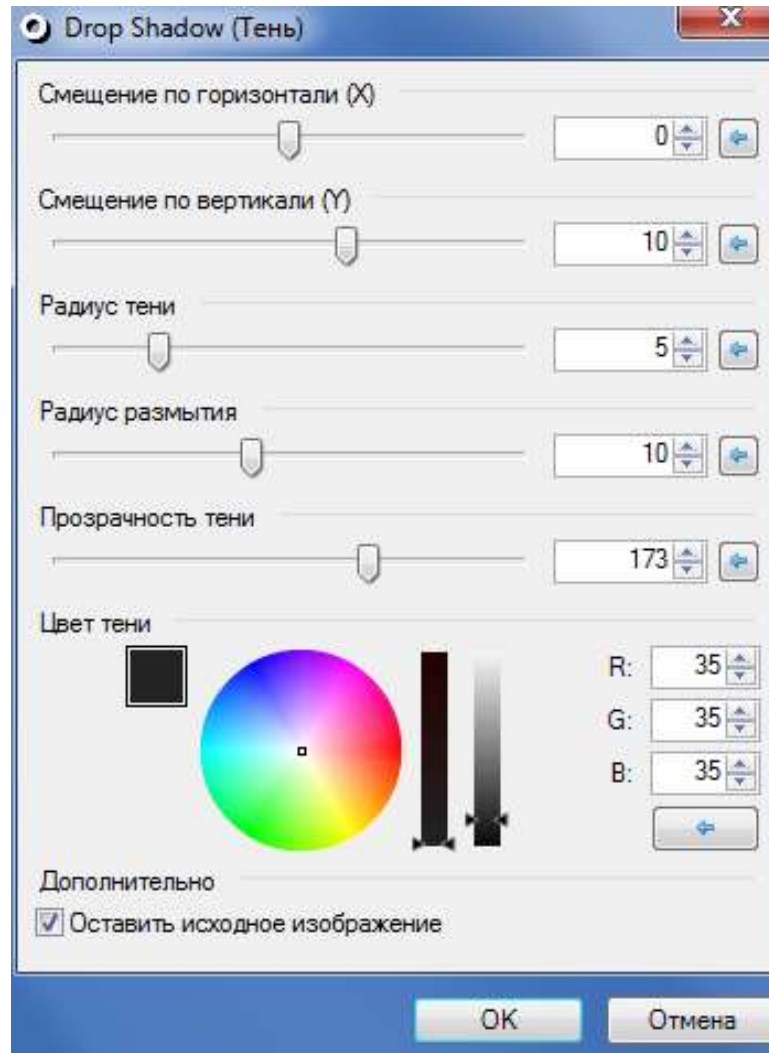 Drop Shadow (Тень)
Смещение по горизонтали (X)
0
Смещение по вертикали (Y)
10
Радиус тени
5
Радиус размытия
10
Прозрачность тени
173
Цвет тени
R: 35
G: 35
B: 35
Дополнительно
Оставить исходное изображение
OK Отмена